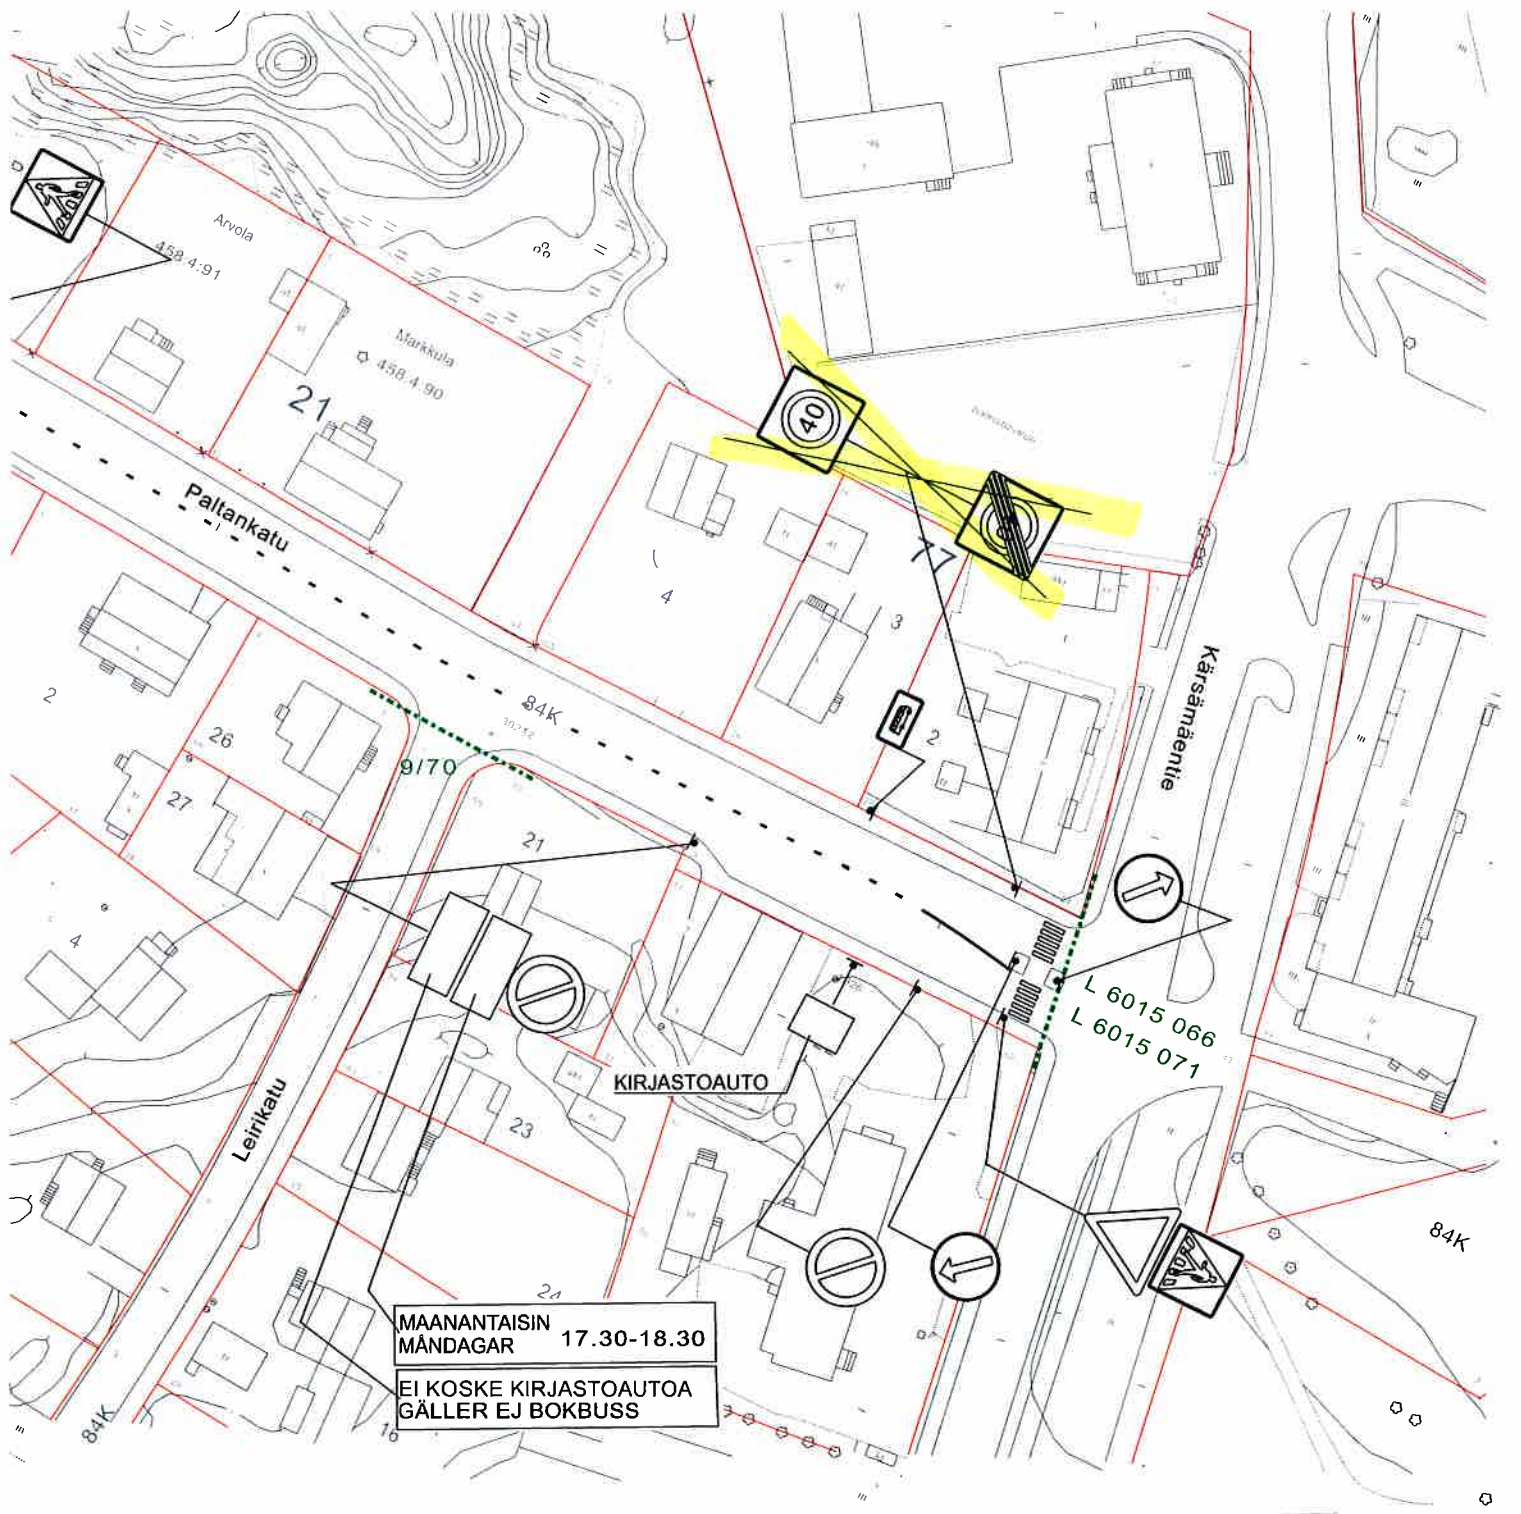 Arvola
458.4:91
Markkula
458.4:90
21
40
Paltankatu
4
3
77
2
84K
2
26
27
9/70
21
4
Kärsämäentie
L 6015 066
L 6015 071
KIRJASTOAUTO
23
Leirikatu
24
84K
MAANANTAISIN
MÅNDAGAR 17.30-18.30
EI KOSKE KIRJASTOAUTOA
GÄLLER EJ BOKBUSS
84K
16